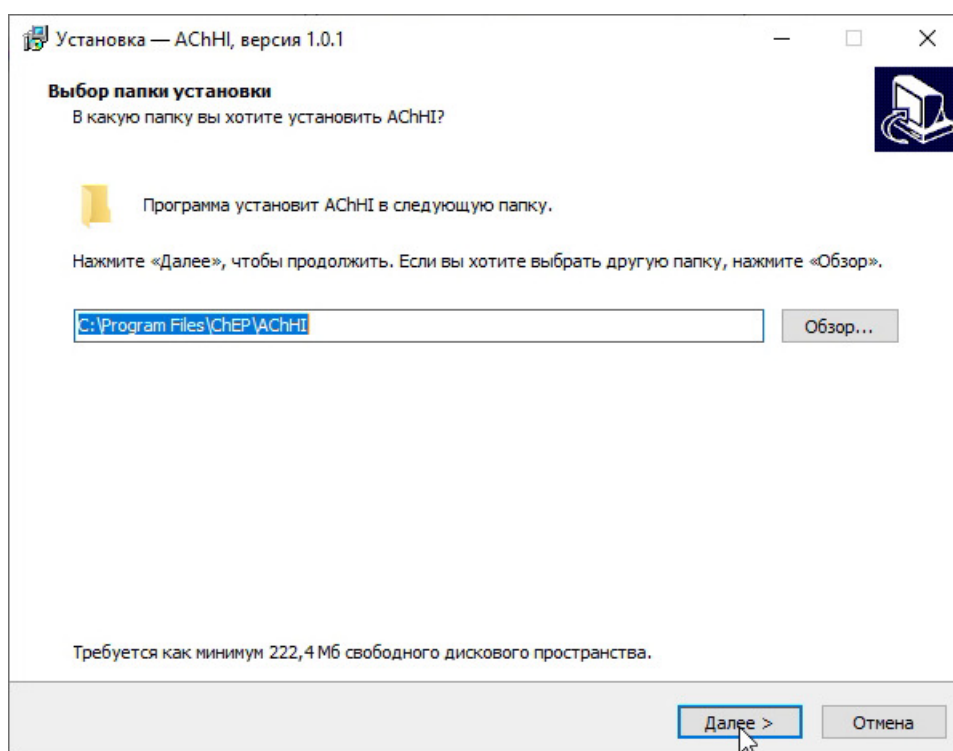 Установка — AChHI, версия 1.0.1
Выбор папки установки
В какую папку вы хотите установить AChHI?
Программа установит AChHI в следующую папку.
Нажмите «Далее», чтобы продолжить. Если вы хотите выбрать другую папку, нажмите «Обзор».
C:\Program Files\ChEP\AChHI
Обзор...
Требуется как минимум 222,4 Мб свободного дискового пространства.
Далее >
Отмена